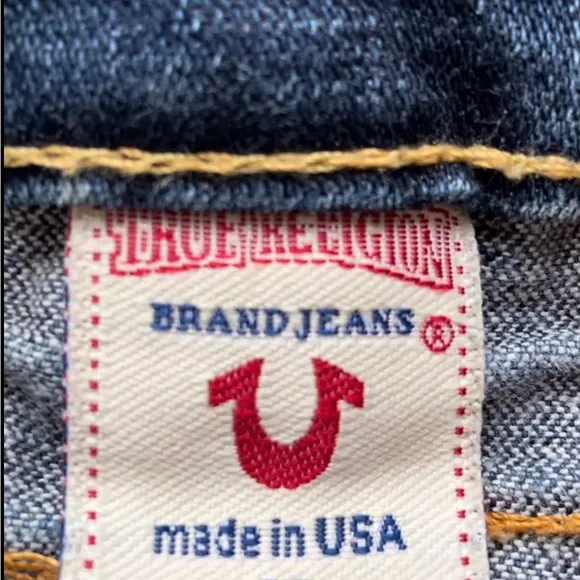 TRUE RELIGION
BRAND JEANS ®
made in USA